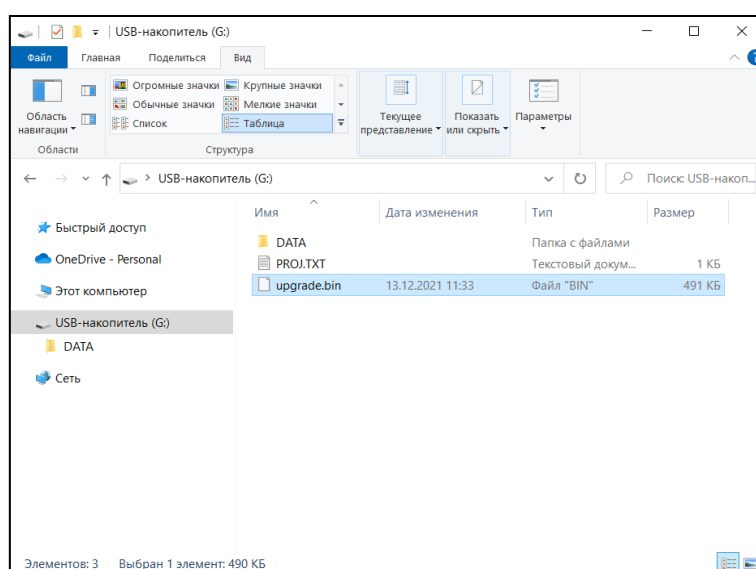 USB-накопитель (G:)
Файл Главная Поделиться Вид
Огромные значки Крупные значки
Обычные значки Мелкие значки
Список Таблица
Область навигации
Текущее представление
Показать или скрыть
Параметры
Области Структура
USB-накопитель (G:) Поиск: USB-накоп...
Имя Дата изменения Тип Размер
Быстрый доступ
OneDrive - Personal
Этот компьютер
USB-накопитель (G:)
DATA
Сеть
DATA Папка с файлами
PROJ.TXT Текстовый докум... 1 КБ
upgrade.bin 13.12.2021 11:33 Файл "BIN" 491 КБ
Элементов: 3 Выбран 1 элемент: 490 КБ